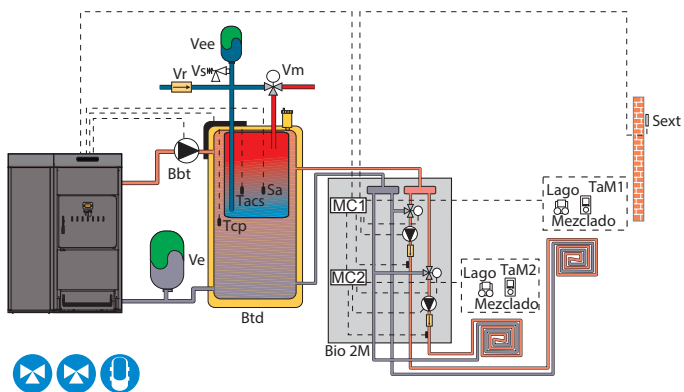 Vee
Vs
Vm
Vr
Sext
Bbt
Sa
Tacs
Tcp
Lago TaM1
Mezclado
MC1
Ve
MC2
Lago TaM2
Mezclado
Btd
Bio 2M